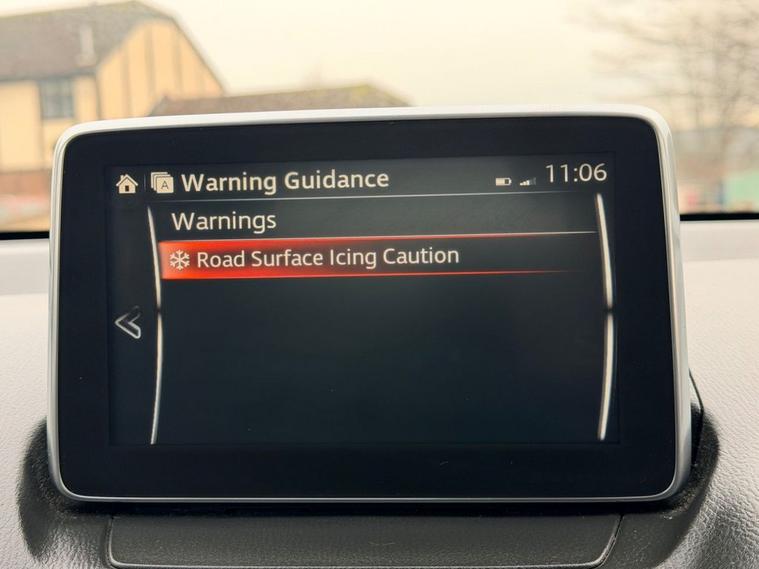 A Warning Guidance 11:06
Warnings
Road Surface Icing Caution